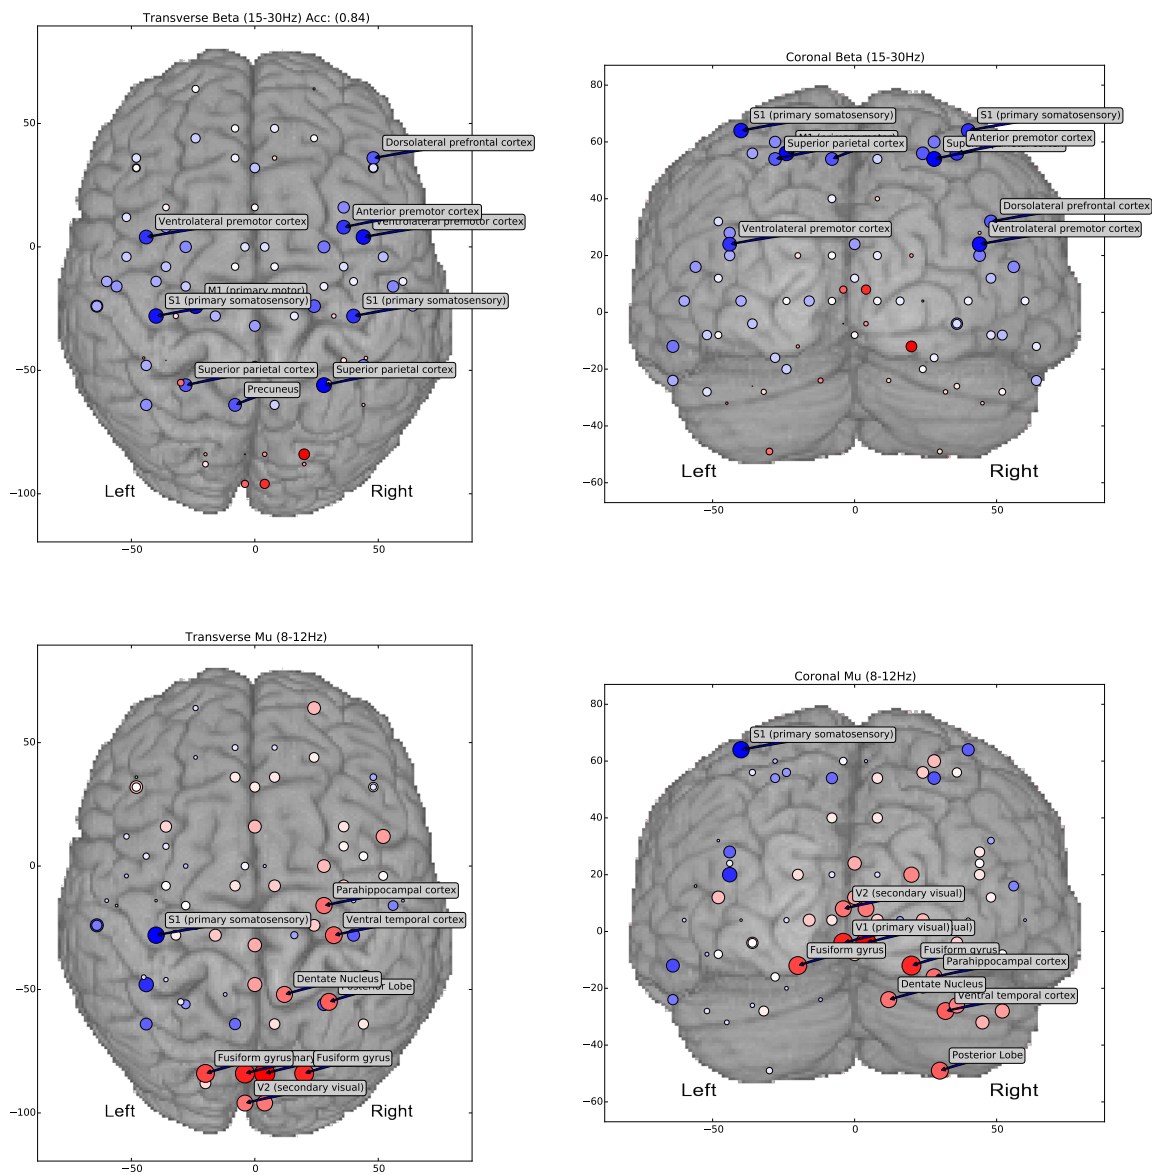 Transverse Beta (15-30Hz) Acc: (0.84)
50
0
−50
−100
−50
0
50
Dorsolateral prefrontal cortex
Anterior premotor cortex
Ventrolateral premotor cortex
Ventrolateral premotor cortex
M1 (primary motor)
S1 (primary somatosensory)
S1 (primary somatosensory)
Superior parietal cortex
Superior parietal cortex
Precuneus
Left
Right
Coronal Beta (15-30Hz)
80
60
40
20
0
−20
−40
−60
−50
0
50
S1 (primary somatosensory)
S1 (primary somatosensory)
Superior parietal cortex
Anterior premotor cortex
Dorsolateral prefrontal cortex
Ventrolateral premotor cortex
Ventrolateral premotor cortex
Left
Right
Transverse Mu (8-12Hz)
50
0
−50
−100
−50
0
50
Parahippocampal cortex
S1 (primary somatosensory)
Ventral temporal cortex
Dentate Nucleus
Posterior Lobe
Fusiform gyrus
Fusiform gyrus
V2 (secondary visual)
Left
Right
Coronal Mu (8-12Hz)
80
60
40
20
0
−20
−40
−60
−50
0
50
S1 (primary somatosensory)
V2 (secondary visual)
V1 (primary visual)
Fusiform gyrus
Fusiform gyrus
Parahippocampal cortex
Dentate Nucleus
Ventral temporal cortex
Posterior Lobe
Left
Right